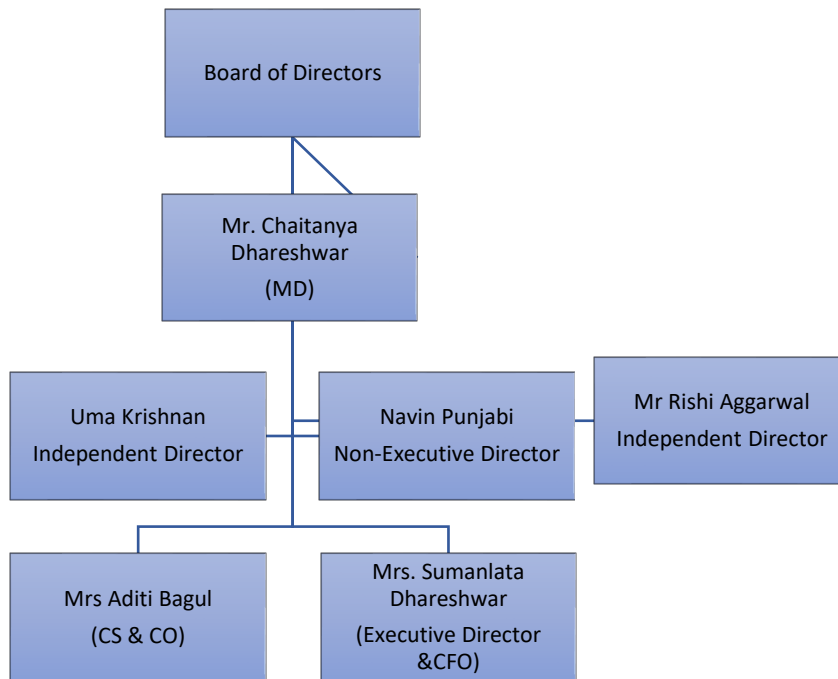 Board of Directors
Mr. Chaitanya
Dhareshwar
(MD)
Uma Krishnan
Independent Director
Navin Punjabi
Non-Executive Director
Mr Rishi Aggarwal
Independent Director
Mrs Aditi Bagul
(CS & CO)
Mrs. Sumanlata
Dhareshwar
(Executive Director
&CFO)